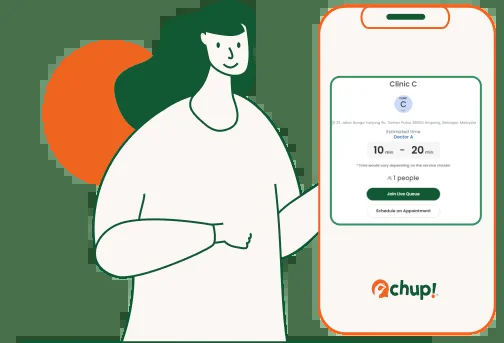 Clinic C
C
Estimated time
Doctor A
10 min - 20 min
*Time would vary depending on the service chosen
1 people
Join Live Queue
Schedule an Appointment
Qchup!